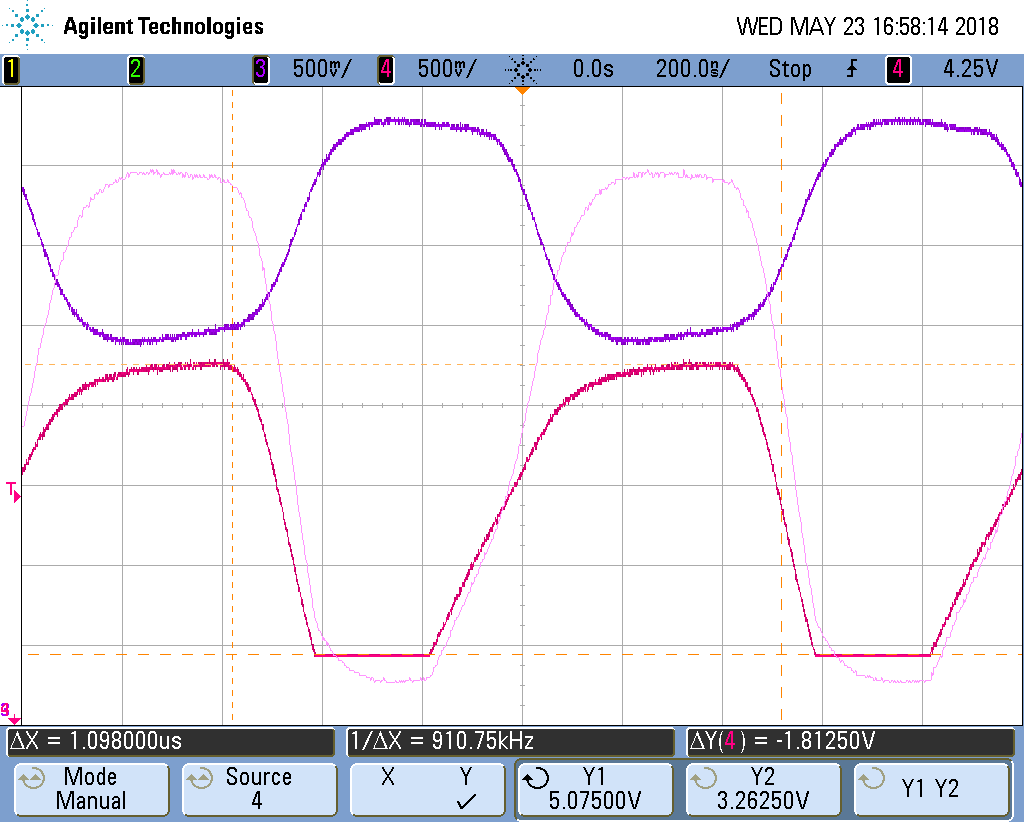 Agilent Technologies
WED MAY 23 16:58:14 2018
1 2 3 500mV/ 4 500mV/ 0.0s 200.0ns/ Stop 4 4.25V
T
3
ΔX = 1.098000us
1/ΔX = 910.75kHz
ΔY(4) = -1.81250V
Mode
Manual
Source
4
X Y
Y1
5.07500V
Y2
3.26250V
Y1 Y2